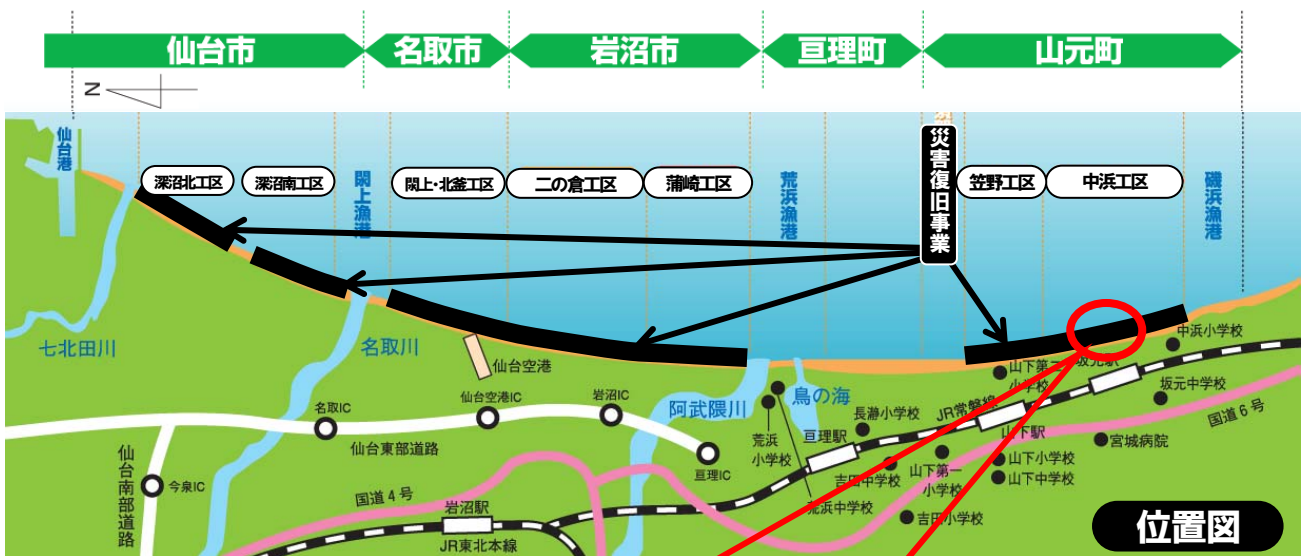 仙台市
名取市
岩沼市
亘理町
山元町
N
仙台港
深沼北工区
深沼南工区
閖上漁港
閖上・北釜工区
二の倉工区
蒲崎工区
荒浜漁港
災害復旧事業
笠野工区
中浜工区
磯浜漁港
七北田川
名取川
仙台空港
阿武隈川
鳥の海
中浜小学校
坂元駅
山下第二
小学校
坂元中学校
国道6号
名取IC
仙台空港IC
岩沼IC
仙台東部道路
亘理IC
荒浜
小学校
長瀞小学校
JR常磐線
亘理駅
山下駅
宮城病院
仙台南部道路
今泉IC
国道4号
岩沼駅
JR東北本線
荒浜中学校
吉田中学校
山下第一
小学校
山下小学校
山下中学校
吉田小学校
位置図